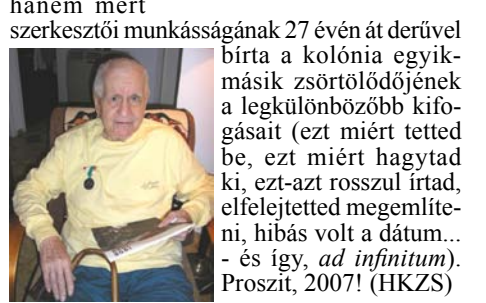 hanem mert
szerkesztői munkásságának 27 évén át derűvel
bírta a kolónia egyik-
másik zsörtölődőjének
a legkülönbözőbb kifo-
gásait (ezt miért tetted
be, ezt miért hagytad
ki, ezt-azt rosszul írtad,
elfelejtetted megemlíte-
ni, hibás volt a dátum...
- és így, ad infinitum).
Proszit, 2007! (HKZS)